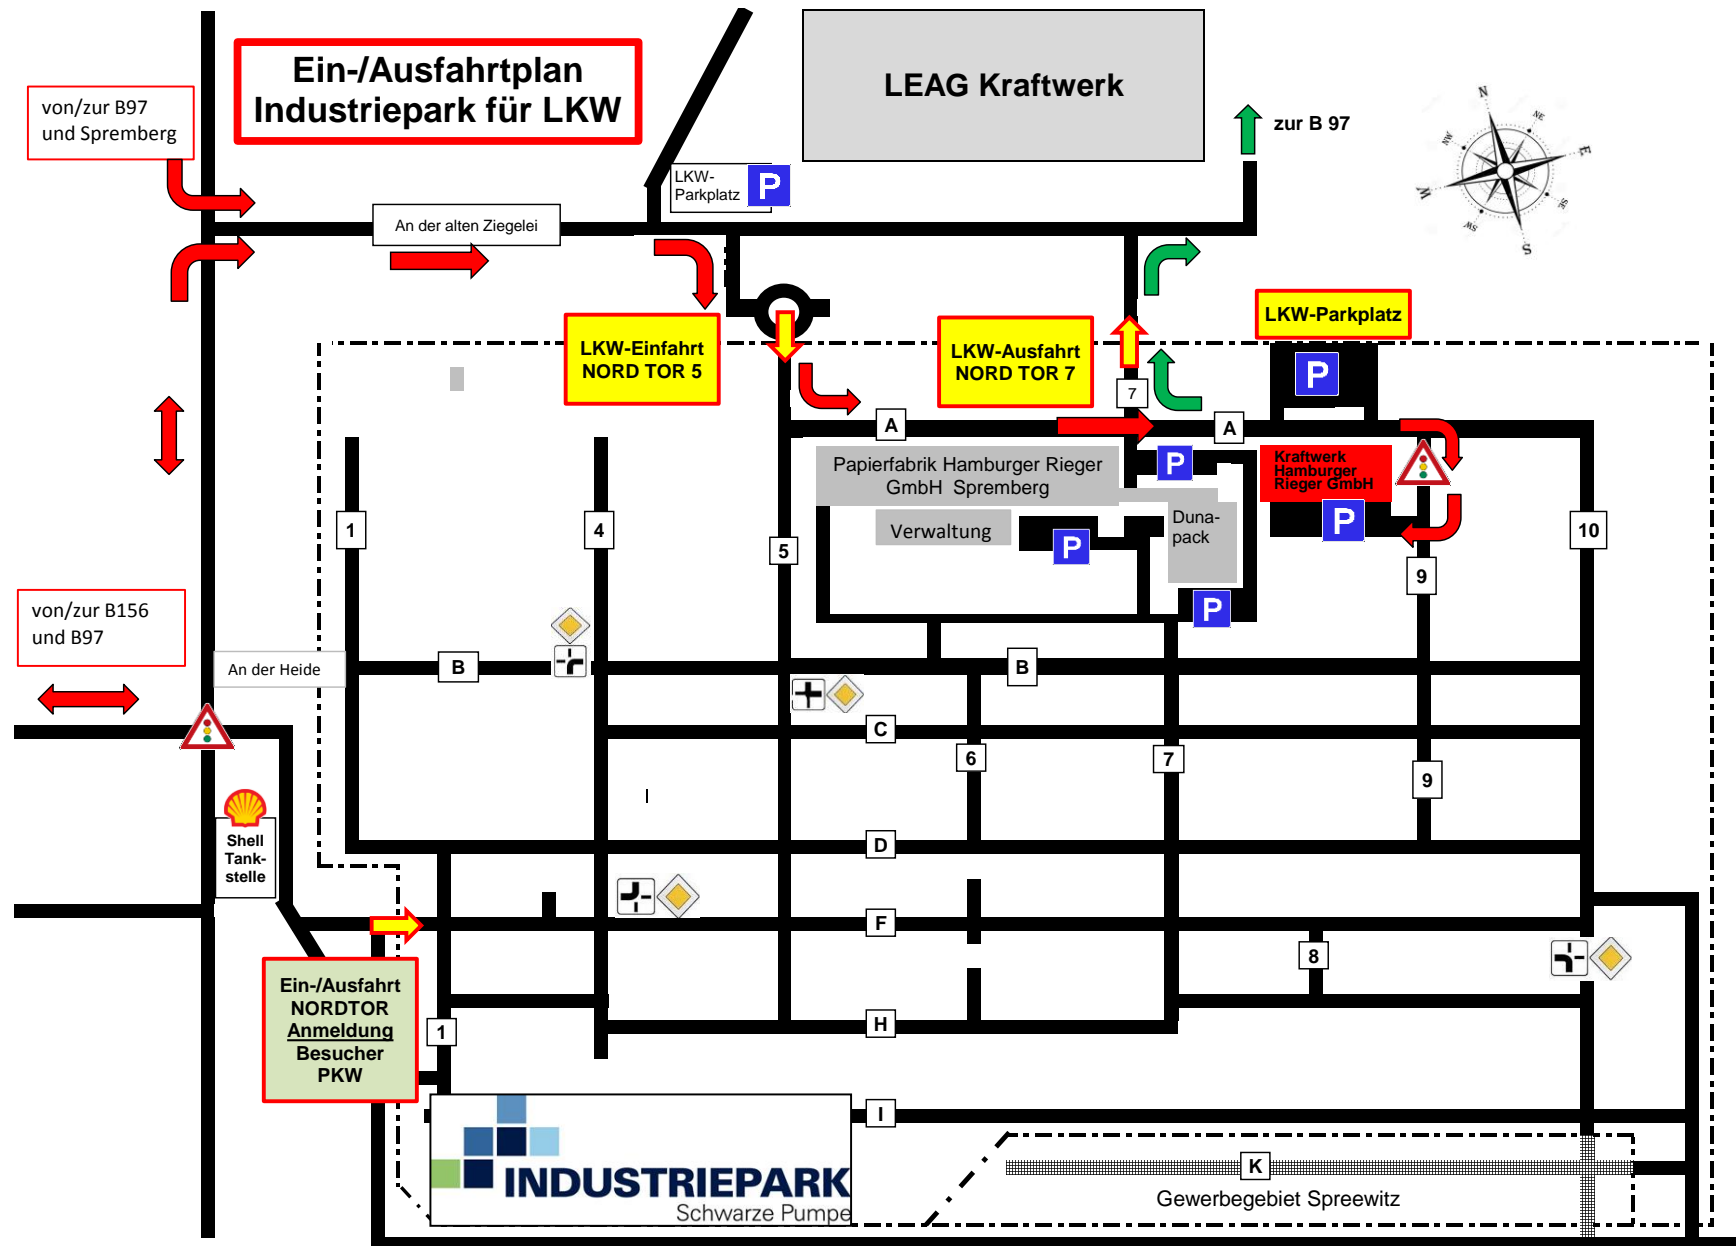 Ein-/Ausfahrtplan
Industriepark für LKW
LEAG Kraftwerk
von/zur B97
und Spremberg
zur B 97
N
NE
E
SE
S
SW
W
NW
LKW-
Parkplatz
P
An der alten Ziegelei
LKW-Einfahrt
NORD TOR 5
LKW-Ausfahrt
NORD TOR 7
LKW-Parkplatz
P
7
A
A
Papierfabrik Hamburger Rieger
GmbH Spremberg
P
Kraftwerk
Hamburger
Rieger GmbH
P
Verwaltung
P
Duna-
pack
P
1
4
5
10
9
von/zur B156
und B97
An der Heide
B
B
C
6
7
9
Shell
Tank-
stelle
D
F
8
Ein-/Ausfahrt
NORDTOR
Anmeldung
Besucher
PKW
1
H
I
K
Gewerbegebiet Spreewitz
INDUSTRIEPARK
Schwarze Pumpe